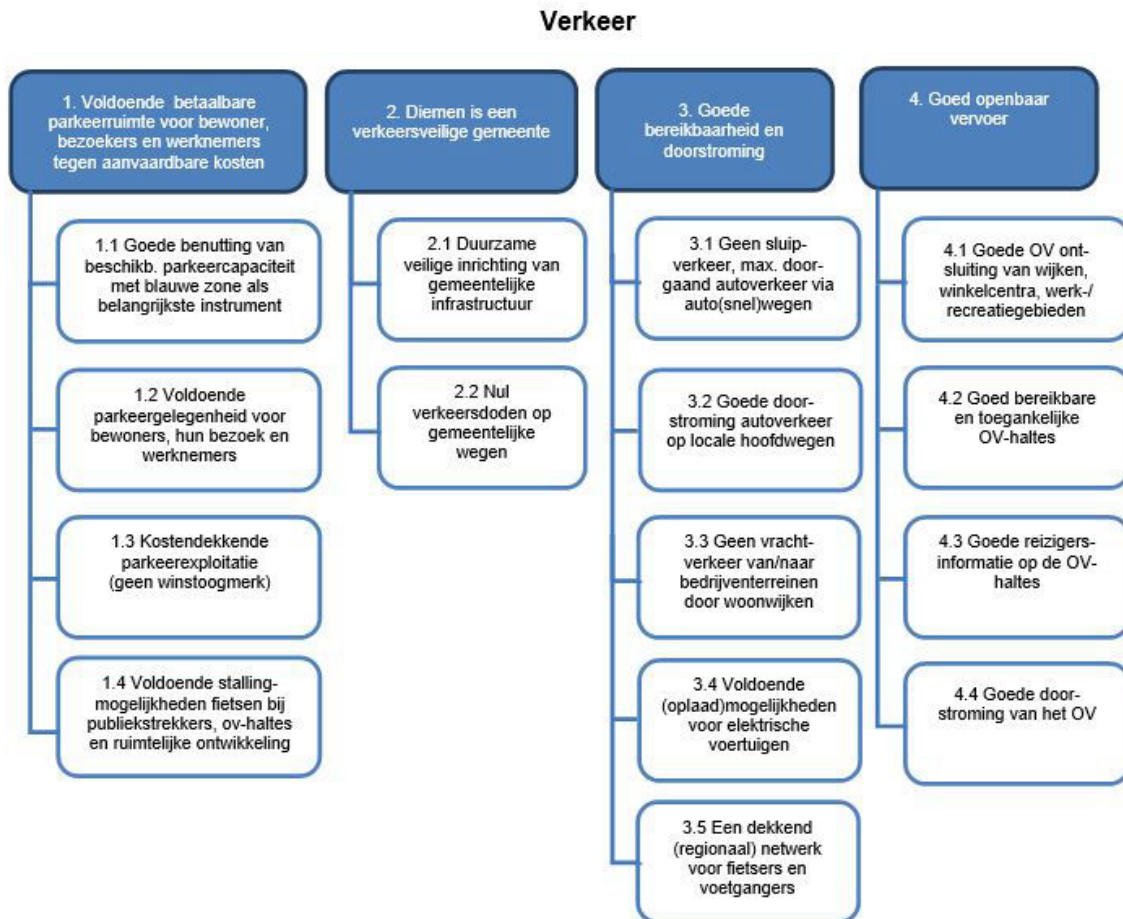 Verkeer
1. Voldoende betaalbare
parkeerruimte voor bewoner,
bezoekers en werknemers
tegen aanvaardbare kosten
1.1 Goede benutting van
beschikb. parkeercapaciteit
met blauwe zone als
belangrijkste instrument
1.2 Voldoende
parkeergelegenheid voor
bewoners, hun bezoek en
werknemers
1.3 Kostendekkende
parkeerexploitatie
(geen winstoogmerk)
1.4 Voldoende stalling-
mogelijkheden fietsen bij
publiekstrekkers, ov-haltes
en ruimtelijke ontwikkeling
2. Diemen is een
verkeersveilige gemeente
2.1 Duurzame
veilige inrichting van
gemeentelijke
infrastructuur
2.2 Nul
verkeersdoden op
gemeentelijke
wegen
3. Goede
bereikbaarheid en
doorstroming
3.1 Geen sluip-
verkeer, max. door-
gaand autoverkeer via
auto(snel)wegen
3.2 Goede door-
stroming autoverkeer
op locale hoofdwegen
3.3 Geen vracht-
verkeer van/naar
bedrijventerreinen
door woonwijken
3.4 Voldoende
(oplaad)mogelijkheden
voor elektrische
voertuigen
3.5 Een dekkend
(regionaal) netwerk
voor fietsers en
voetgangers
4. Goed openbaar
vervoer
4.1 Goede OV ont-
sluiting van wijken,
winkelcentra, werk-/
recreatiegebieden
4.2 Goed bereikbare
en toegankelijke
OV-haltes
4.3 Goede reizigers-
informatie op de OV-
haltes
4.4 Goede door-
stroming van het OV